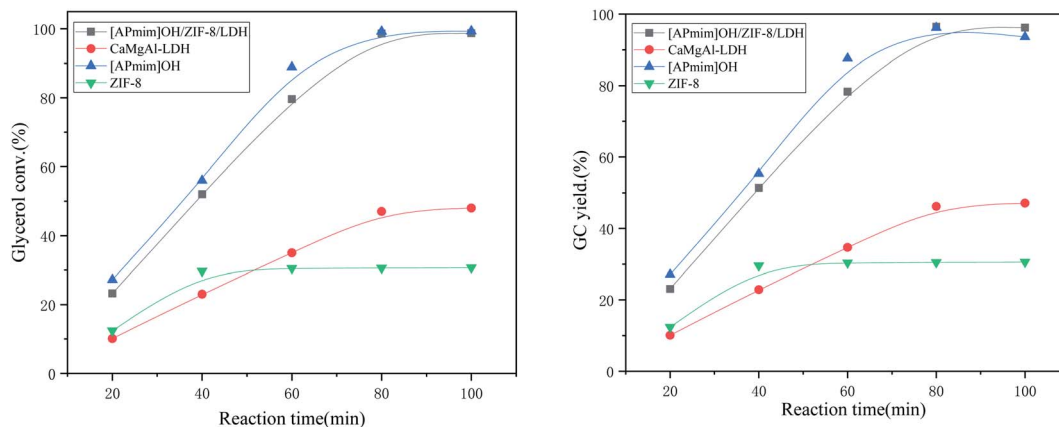 [APmim]OH/ZIF-8/LDH
CaMgAl-LDH
[APmim]OH
ZIF-8
100
80
60
40
20
0
Glycerol conv.(%)
20 40 60 80 100
Reaction time(min)
[APmim]OH/ZIF-8/LDH
CaMgAl-LDH
[APmim]OH
ZIF-8
100
80
60
40
20
0
GC yield.(%)
20 40 60 80 100
Reaction time(min)